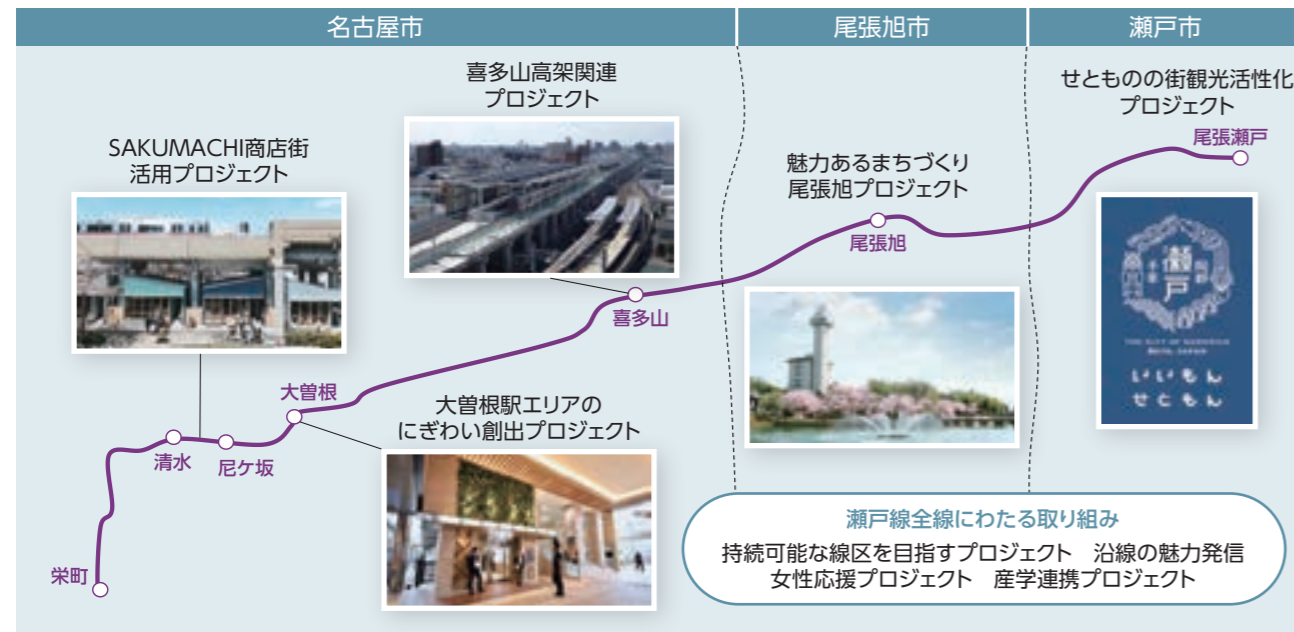 名古屋市
尾張旭市
瀬戸市
SAKUMACHI商店街
活用プロジェクト
喜多山高架関連
プロジェクト
魅力あるまちづくり
尾張旭プロジェクト
せとものの街観光活性化
プロジェクト
尾張瀬戸
尾張旭
喜多山
大曽根
清水
尼ケ坂
栄町
大曽根駅エリアの
にぎわい創出プロジェクト
瀬戸
いいもん
せともん
瀬戸線全線にわたる取り組み
持続可能な線区を目指すプロジェクト　沿線の魅力発信
女性応援プロジェクト　産学連携プロジェクト